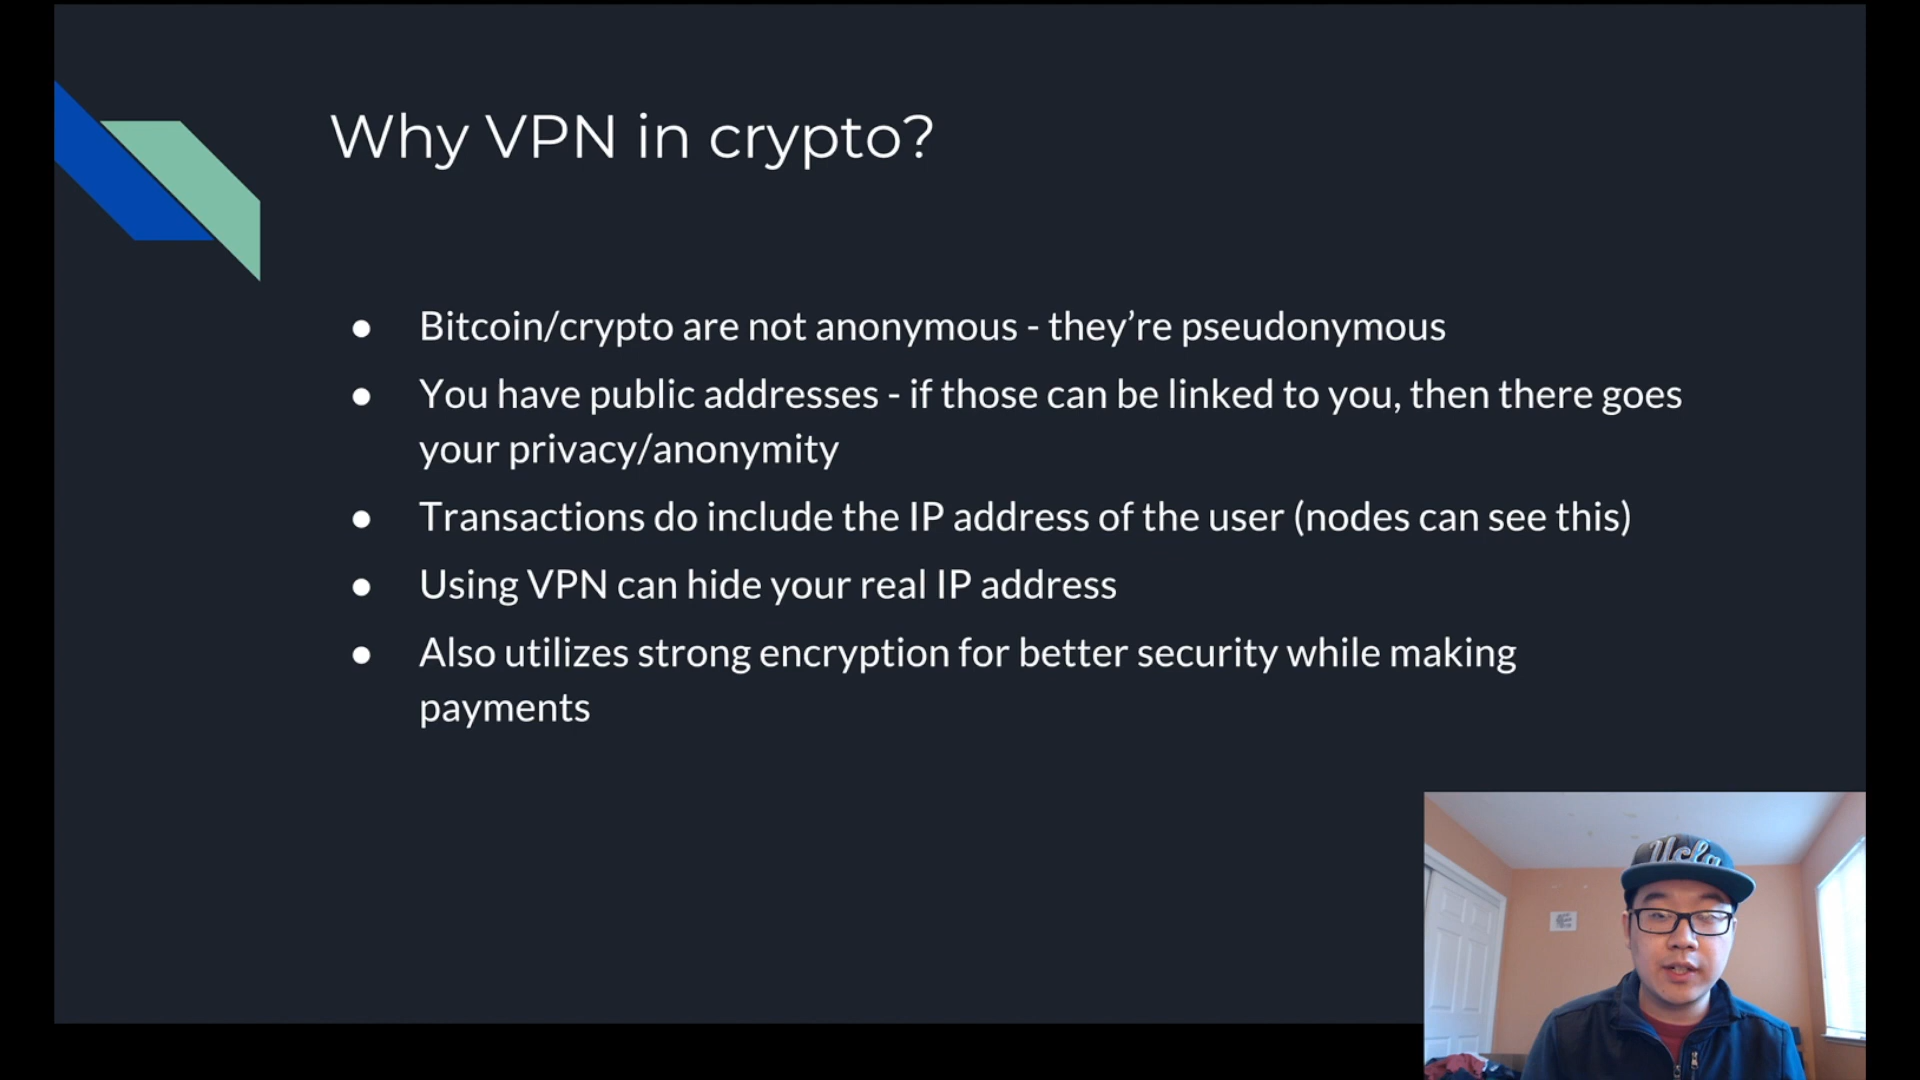 Why VPN in crypto?
● Bitcoin/crypto are not anonymous - they’re pseudonymous
● You have public addresses - if those can be linked to you, then there goes
your privacy/anonymity
● Transactions do include the IP address of the user (nodes can see this)
● Using VPN can hide your real IP address
● Also utilizes strong encryption for better security while making
payments
Ucla